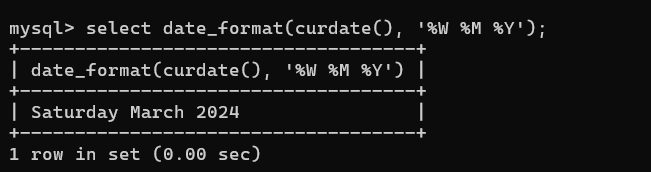 mysql> select date_format(curdate(), '%W %M %Y');
+----------------------------------+
| date_format(curdate(), '%W %M %Y') |
+----------------------------------+
| Saturday March 2024                |
+----------------------------------+
1 row in set (0.00 sec)